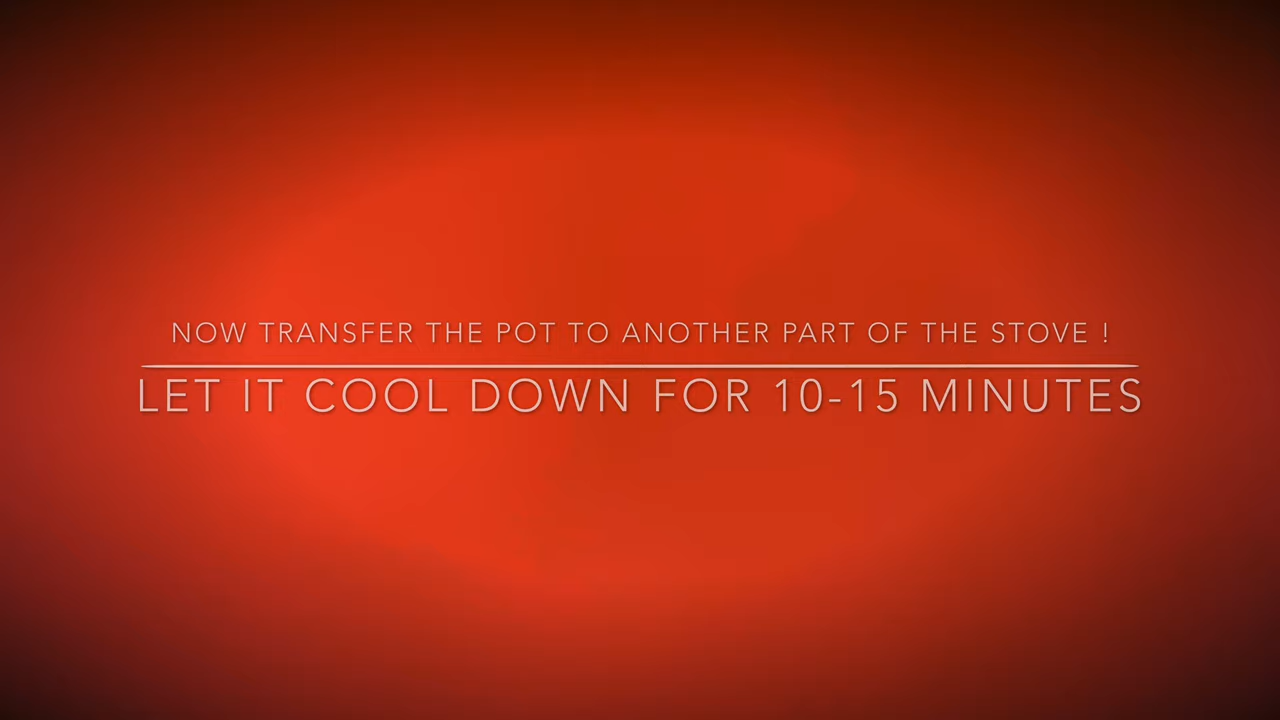 NOW TRANSFER THE POT TO ANOTHER PART OF THE STOVE !
LET IT COOL DOWN FOR 10-15 MINUTES